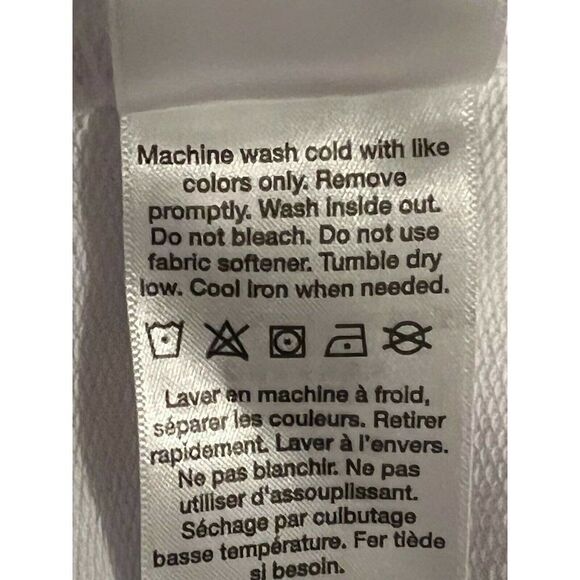 Machine wash cold with like
colors only. Remove
promptly. Wash inside out.
Do not bleach. Do not use
fabric softener. Tumble dry
low. Cool Iron when needed.
Laver en machine à froid,
séparer les couleurs. Retirer
rapidement. Laver à l'envers.
Ne pas blanchir. Ne pas
utiliser d'assouplissant.
Séchage par culbutage
basse température. Fer tiède
si besoin.